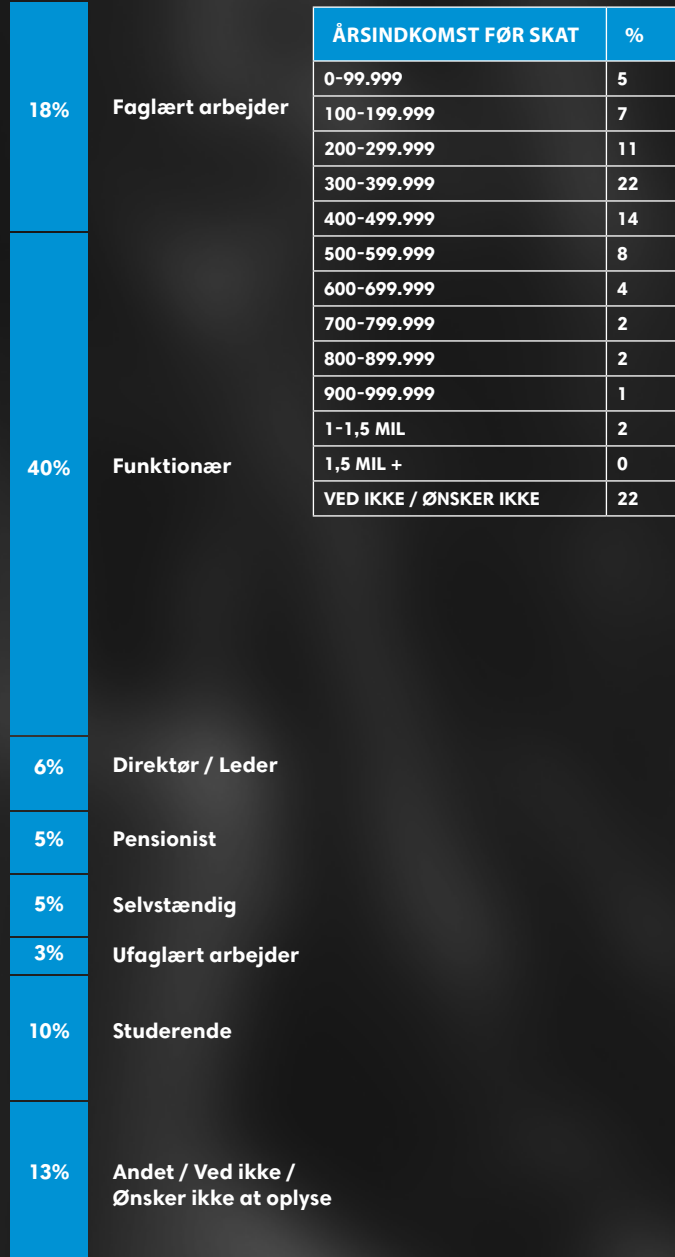 18% Faglært arbejder
40% Funktionær
6% Direktør / Leder
5% Pensionist
5% Selvstændig
3% Ufaglært arbejder
10% Studerende
13% Andet / Ved ikke /
Ønsker ikke at oplyse
ÅRSINDKOMST FØR SKAT %
0-99.999 5
100-199.999 7
200-299.999 11
300-399.999 22
400-499.999 14
500-599.999 8
600-699.999 4
700-799.999 2
800-899.999 2
900-999.999 1
1-1,5 MIL 2
1,5 MIL + 0
VED IKKE / ØNSKER IKKE 22